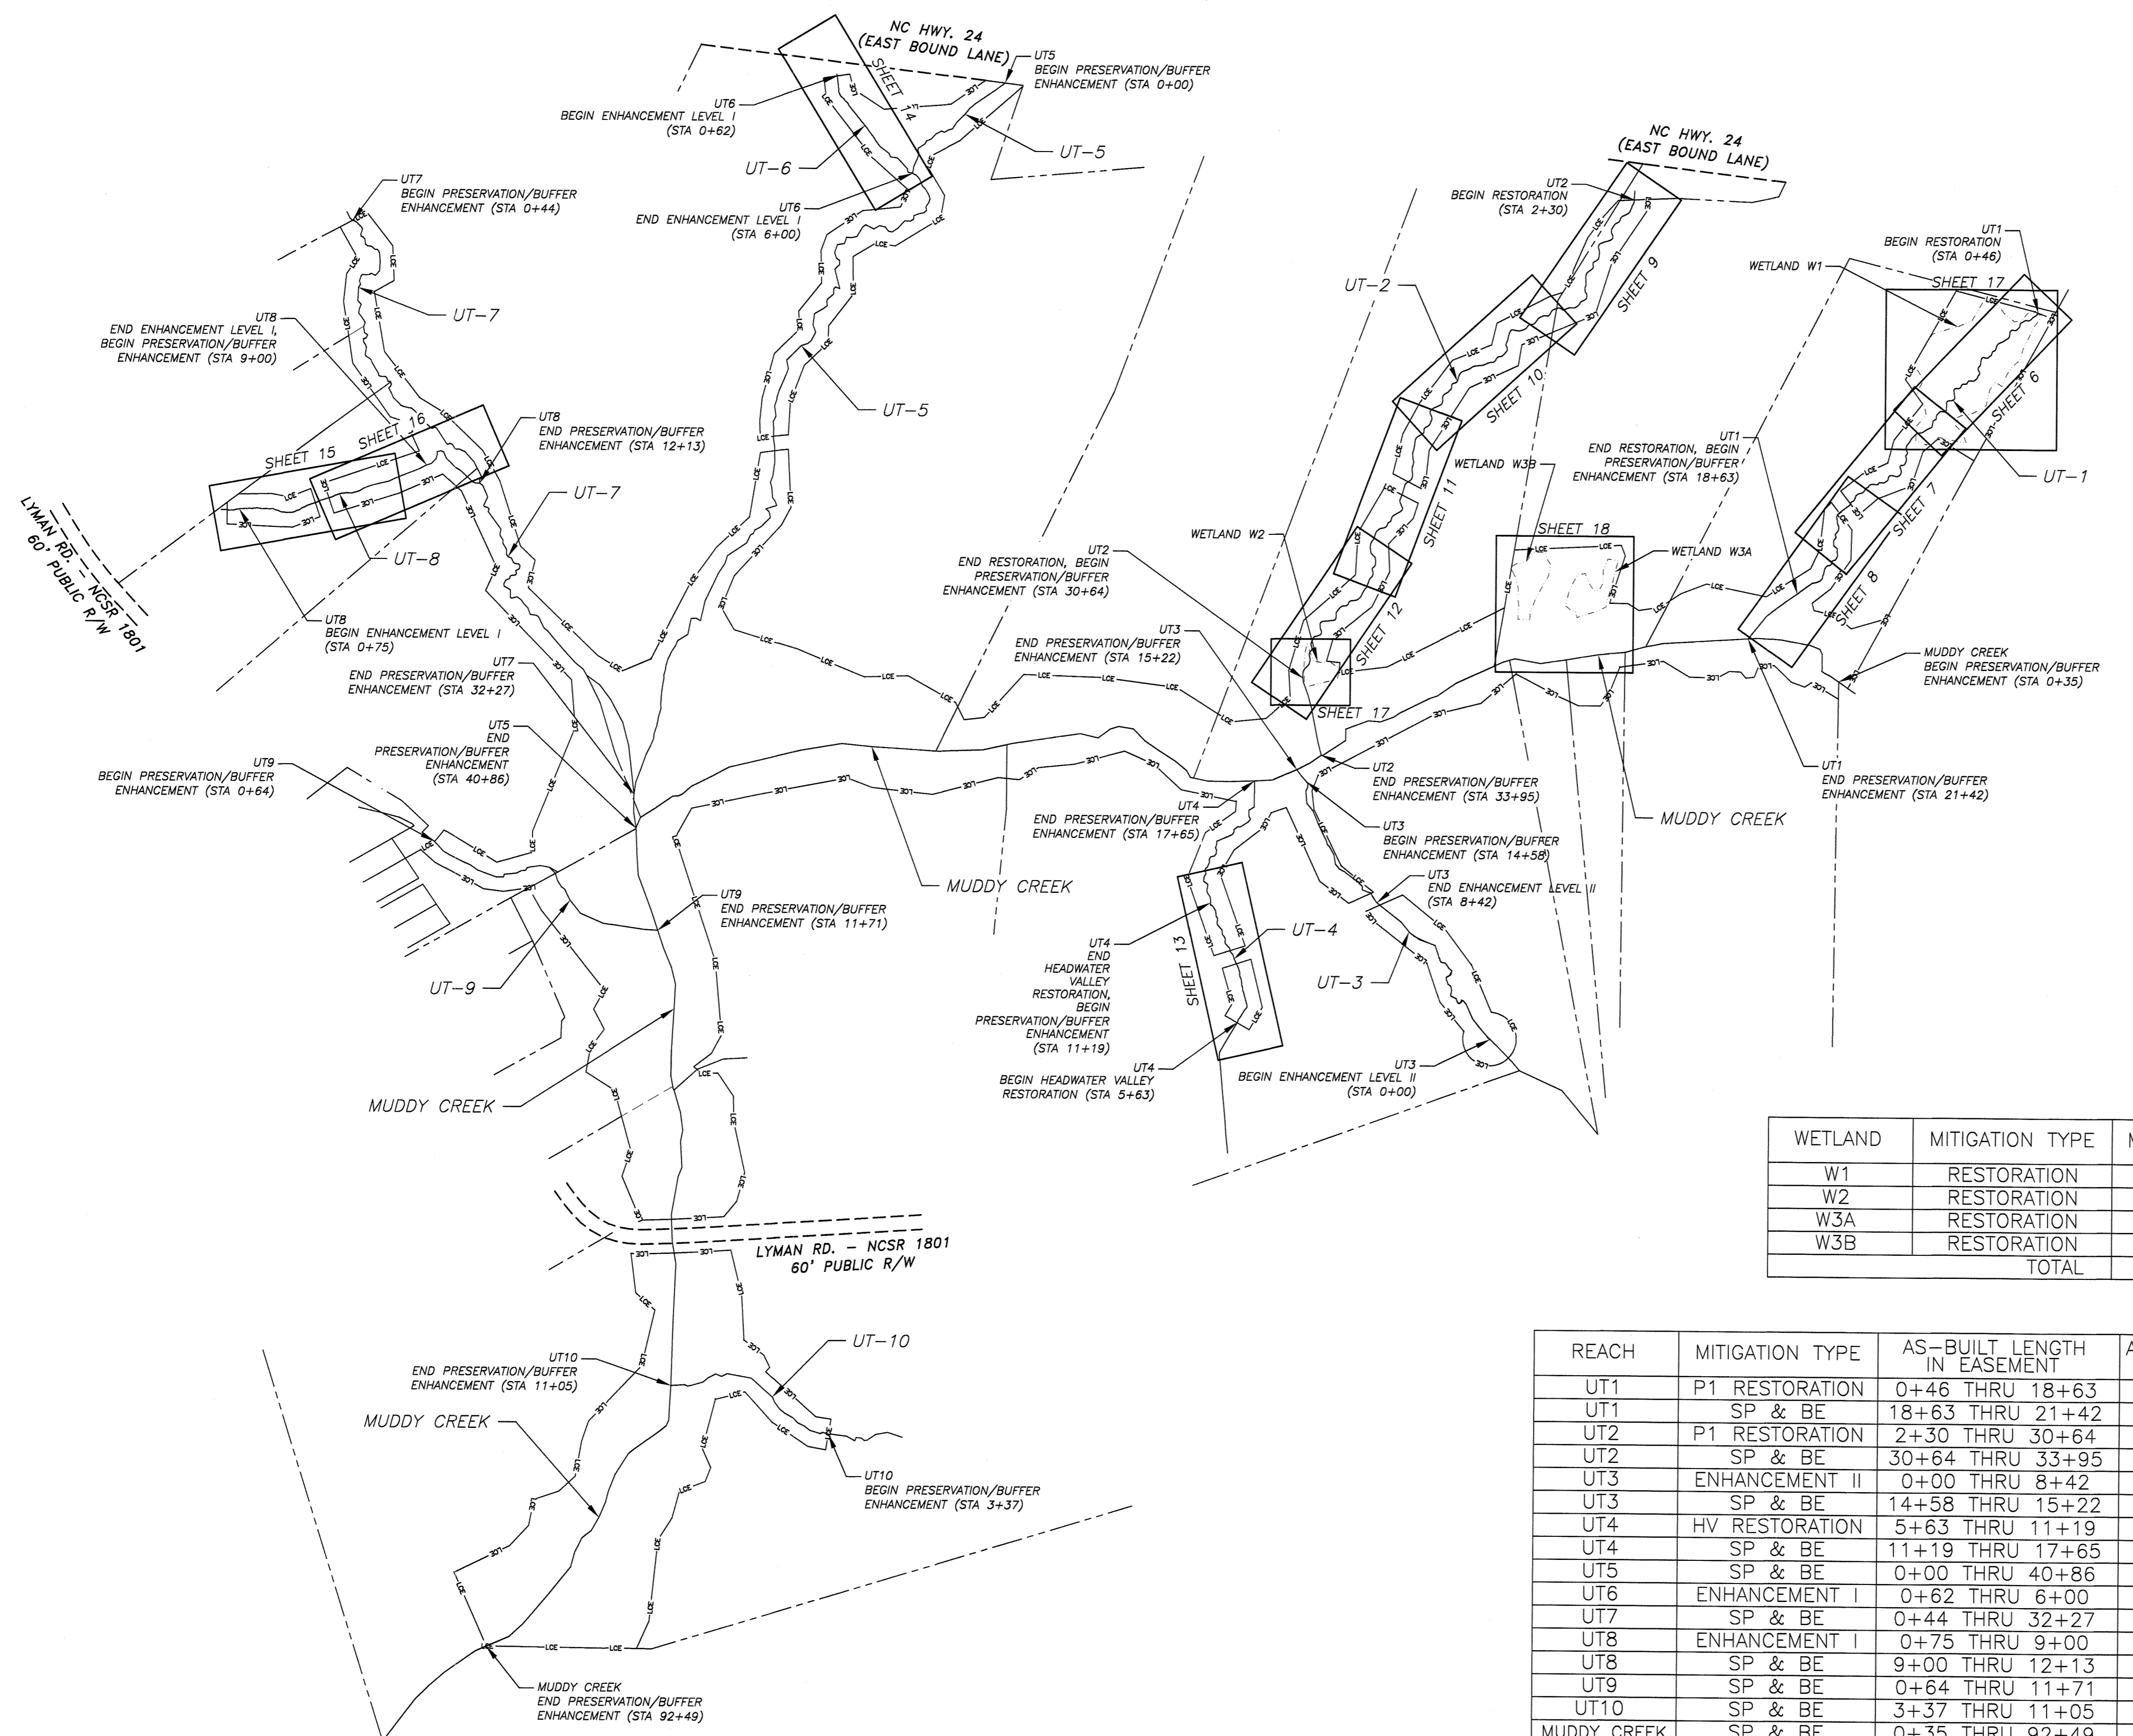 NC HWY. 24
(EAST BOUND LANE)
SHEET 14
UT5
BEGIN PRESERVATION/BUFFER
ENHANCEMENT (STA 0+00)
UT6
BEGIN ENHANCEMENT LEVEL I
(STA 0+62)
UT-5
UT-6
UT6
END ENHANCEMENT LEVEL I
(STA 6+00)
UT7
BEGIN PRESERVATION/BUFFER
ENHANCEMENT (STA 0+44)
UT-7
UT8
END ENHANCEMENT LEVEL I,
BEGIN PRESERVATION/BUFFER
ENHANCEMENT (STA 9+00)
UT-5
UT8
END PRESERVATION/BUFFER
ENHANCEMENT (STA 12+13)
SHEET 15
SHEET 16
UT-7
UT-8
LYMAN RD. - NCSR 1801
60' PUBLIC R/W
UT8
BEGIN ENHANCEMENT LEVEL I
(STA 0+75)
UT7
END PRESERVATION/BUFFER
ENHANCEMENT (STA 32+27)
UT5
END
PRESERVATION/BUFFER
ENHANCEMENT
(STA 40+86)
UT9
BEGIN PRESERVATION/BUFFER
ENHANCEMENT (STA 0+64)
NC HWY. 24
(EAST BOUND LANE)
UT2
BEGIN RESTORATION
(STA 2+30)
SHEET 9
UT-2
SHEET 10
SHEET 11
SHEET 12
UT1
BEGIN RESTORATION
(STA 0+46)
WETLAND W1
SHEET 17
SHEET 6
UT-1
SHEET 7
SHEET 8
WETLAND W3B
UT1
END RESTORATION, BEGIN
PRESERVATION/BUFFER
ENHANCEMENT (STA 18+63)
SHEET 18
WETLAND W3A
WETLAND W2
UT2
END RESTORATION, BEGIN
PRESERVATION/BUFFER
ENHANCEMENT (STA 30+64)
UT3
END PRESERVATION/BUFFER
ENHANCEMENT (STA 15+22)
SHEET 17
MUDDY CREEK
BEGIN PRESERVATION/BUFFER
ENHANCEMENT (STA 0+35)
UT1
END PRESERVATION/BUFFER
ENHANCEMENT (STA 21+42)
UT2
END PRESERVATION/BUFFER
ENHANCEMENT (STA 33+95)
MUDDY CREEK
UT4
END PRESERVATION/BUFFER
ENHANCEMENT (STA 17+65)
UT3
BEGIN PRESERVATION/BUFFER
ENHANCEMENT (STA 14+58)
UT3
END ENHANCEMENT LEVEL II
(STA 8+42)
MUDDY CREEK
UT9
END PRESERVATION/BUFFER
ENHANCEMENT (STA 11+71)
UT-9
SHEET 13
UT-4
UT-3
UT4
END
HEADWATER
VALLEY
RESTORATION,
BEGIN
PRESERVATION/BUFFER
ENHANCEMENT
(STA 11+19)
UT4
BEGIN HEADWATER VALLEY
RESTORATION (STA 5+63)
UT3
BEGIN ENHANCEMENT LEVEL II
(STA 0+00)
MUDDY CREEK
LYMAN RD. - NCSR 1801
60' PUBLIC R/W
UT-10
UT10
END PRESERVATION/BUFFER
ENHANCEMENT (STA 11+05)
MUDDY CREEK
UT10
BEGIN PRESERVATION/BUFFER
ENHANCEMENT (STA 3+37)
MUDDY CREEK
END PRESERVATION/BUFFER
ENHANCEMENT (STA 92+49)
WETLAND MITIGATION TYPE
W1 RESTORATION
W2 RESTORATION
W3A RESTORATION
W3B RESTORATION
TOTAL
REACH MITIGATION TYPE AS-BUILT LENGTH
IN EASEMENT
UT1 P1 RESTORATION 0+46 THRU 18+63
UT1 SP & BE 18+63 THRU 21+42
UT2 P1 RESTORATION 2+30 THRU 30+64
UT2 SP & BE 30+64 THRU 33+95
UT3 ENHANCEMENT II 0+00 THRU 8+42
UT3 SP & BE 14+58 THRU 15+22
UT4 HV RESTORATION 5+63 THRU 11+19
UT4 SP & BE 11+19 THRU 17+65
UT5 SP & BE 0+00 THRU 40+86
UT6 ENHANCEMENT I 0+62 THRU 6+00
UT7 SP & BE 0+44 THRU 32+27
UT8 ENHANCEMENT I 0+75 THRU 9+00
UT8 SP & BE 9+00 THRU 12+13
UT9 SP & BE 0+64 THRU 11+71
UT10 SP & BE 3+37 THRU 11+05
MUDDY CREEK SP & BE 0+35 THRU 92+49